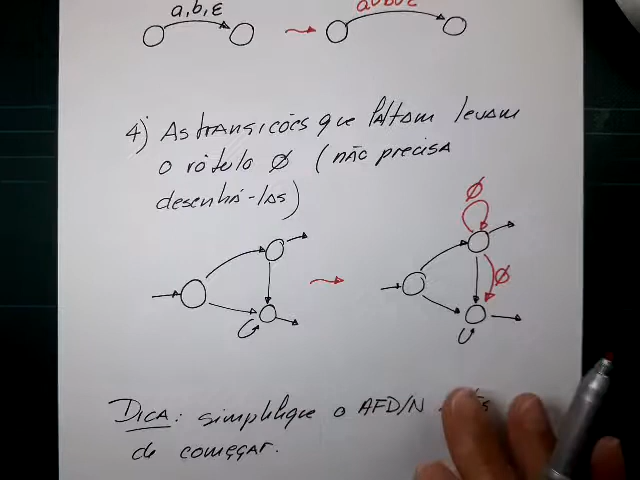 a,b,ε
4) As transições que faltam levam
o rótulo ∅ (não precisa
desenhá-las)
∅
∅
DICA: simplifique o AFD/N
de começar.